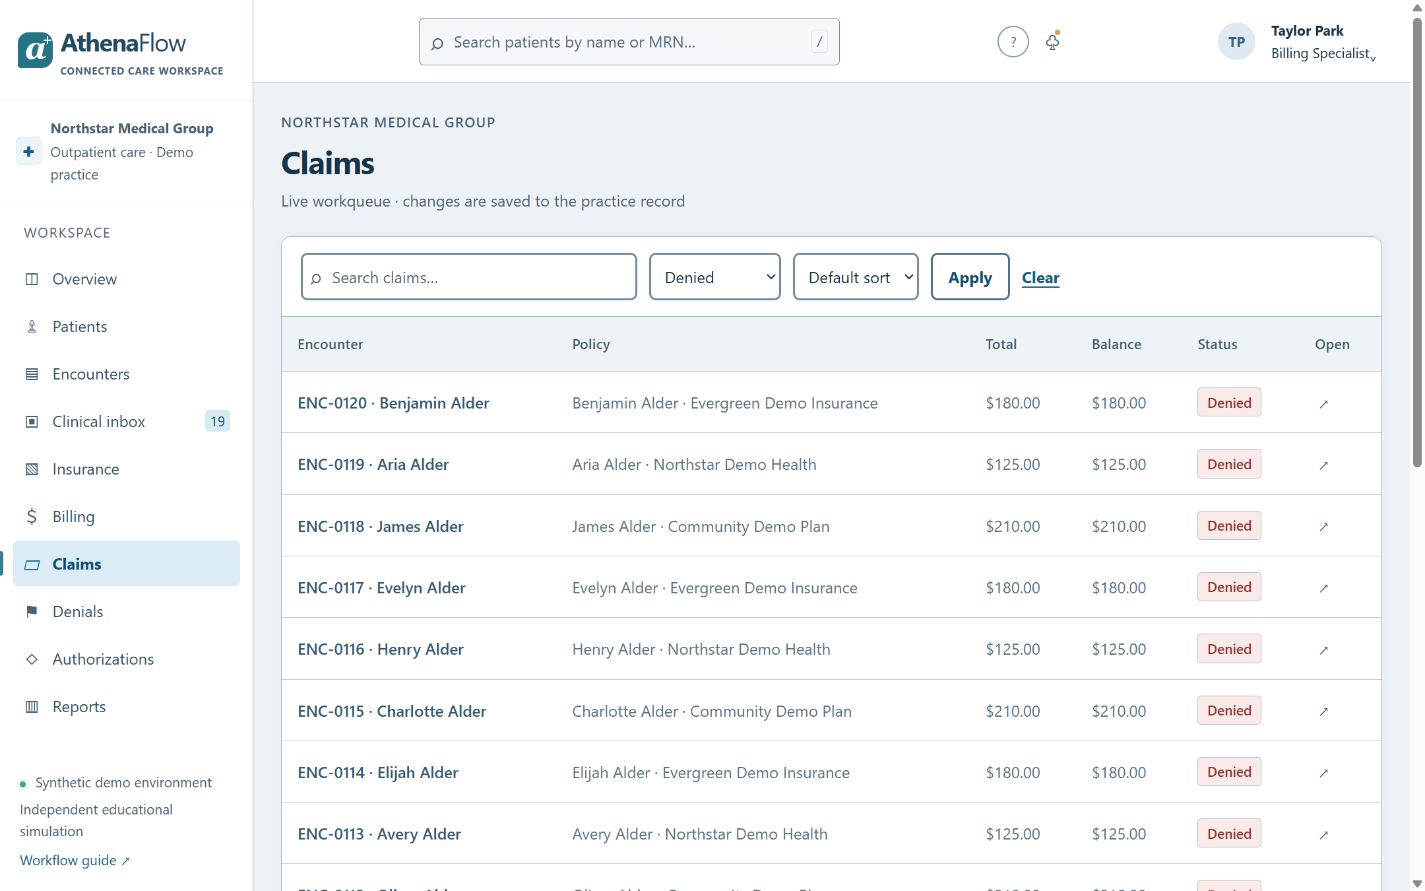 a+ AthenaFlow
CONNECTED CARE WORKSPACE
Search patients by name or MRN...
/
?
TP
Taylor Park
Billing Specialist
Northstar Medical Group
Outpatient care · Demo
practice
WORKSPACE
Overview
Patients
Encounters
Clinical inbox 19
Insurance
$ Billing
Claims
Denials
Authorizations
Reports
Synthetic demo environment
Independent educational
simulation
Workflow guide ↗
NORTHSTAR MEDICAL GROUP
Claims
Live workqueue · changes are saved to the practice record
Search claims... Denied Default sort Apply Clear
Encounter Policy Total Balance Status Open
ENC-0120 · Benjamin Alder Benjamin Alder · Evergreen Demo Insurance $180.00 $180.00 Denied ↗
ENC-0119 · Aria Alder Aria Alder · Northstar Demo Health $125.00 $125.00 Denied ↗
ENC-0118 · James Alder James Alder · Community Demo Plan $210.00 $210.00 Denied ↗
ENC-0117 · Evelyn Alder Evelyn Alder · Evergreen Demo Insurance $180.00 $180.00 Denied ↗
ENC-0116 · Henry Alder Henry Alder · Northstar Demo Health $125.00 $125.00 Denied ↗
ENC-0115 · Charlotte Alder Charlotte Alder · Community Demo Plan $210.00 $210.00 Denied ↗
ENC-0114 · Elijah Alder Elijah Alder · Evergreen Demo Insurance $180.00 $180.00 Denied ↗
ENC-0113 · Avery Alder Avery Alder · Northstar Demo Health $125.00 $125.00 Denied ↗